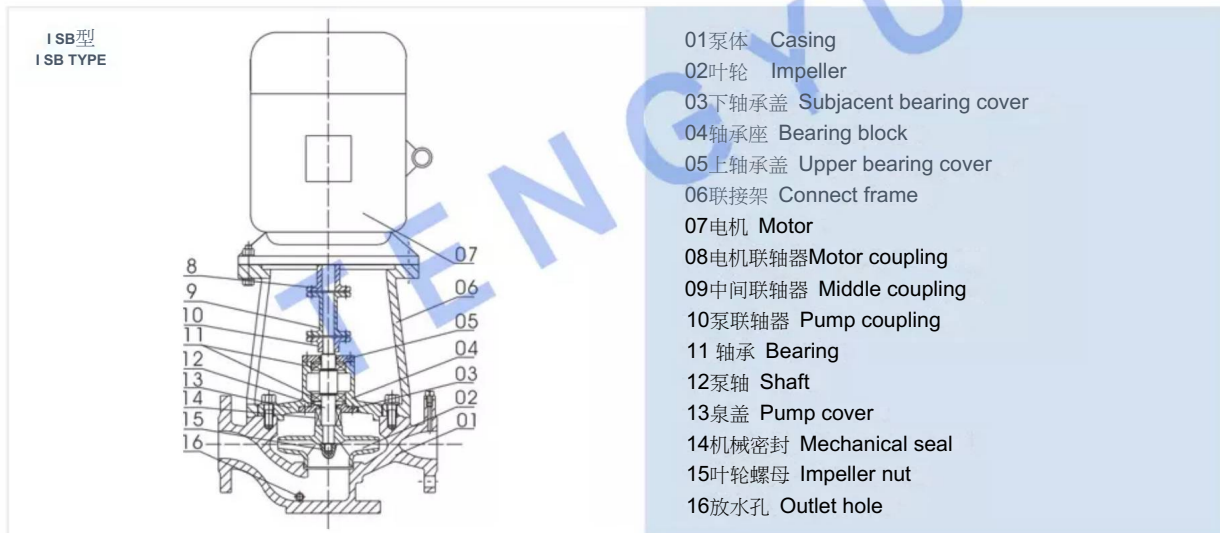 I SB型
I SB TYPE
8
9
10
11
12
13
14
15
16
07
06
05
04
03
02
01
01泵体 Casing
02叶轮 Impeller
03下轴承盖 Subjacent bearing cover
04轴承座 Bearing block
05上轴承盖 Upper bearing cover
06联接架 Connect frame
07电机 Motor
08电机联轴器Motor coupling
09中间联轴器 Middle coupling
10泵联轴器 Pump coupling
11 轴承 Bearing
12泵轴 Shaft
13泉盖 Pump cover
14机械密封 Mechanical seal
15叶轮螺母 Impeller nut
16放水孔 Outlet hole
TENGYU